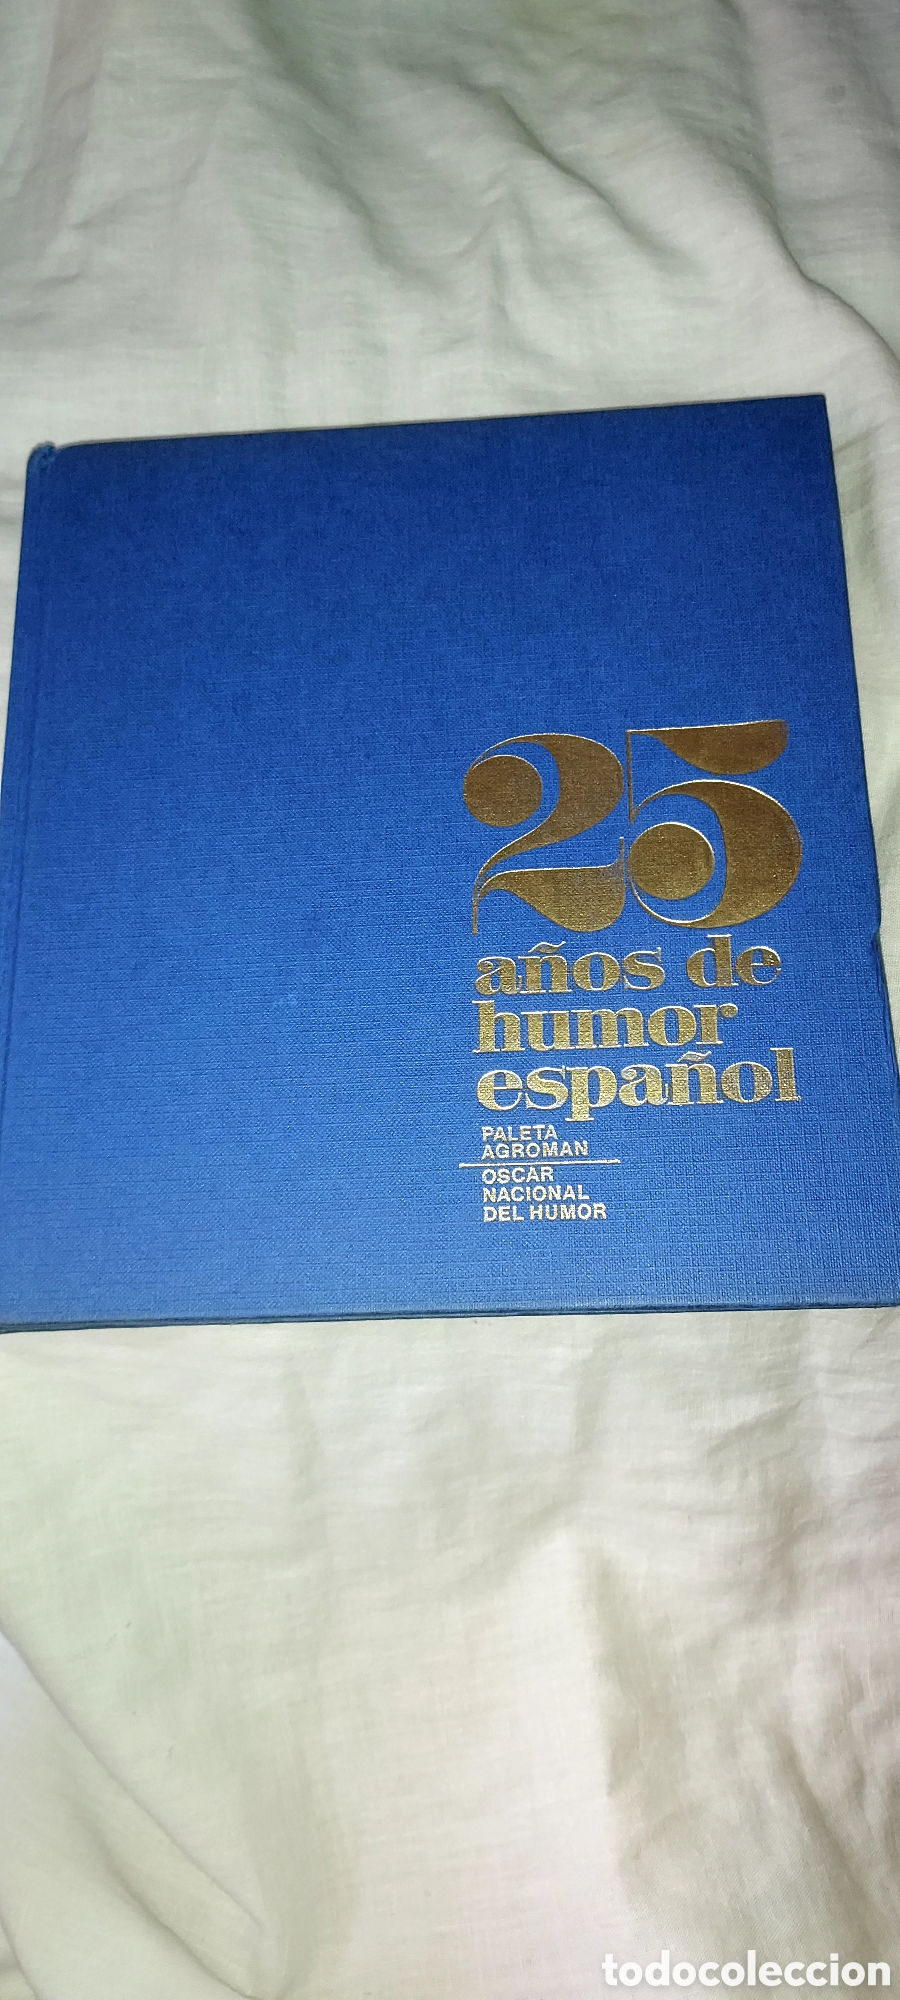 25
años de
humor
español
PALETA
AGROMAN
OSCAR
NACIONAL
DEL HUMOR
todocoleccion